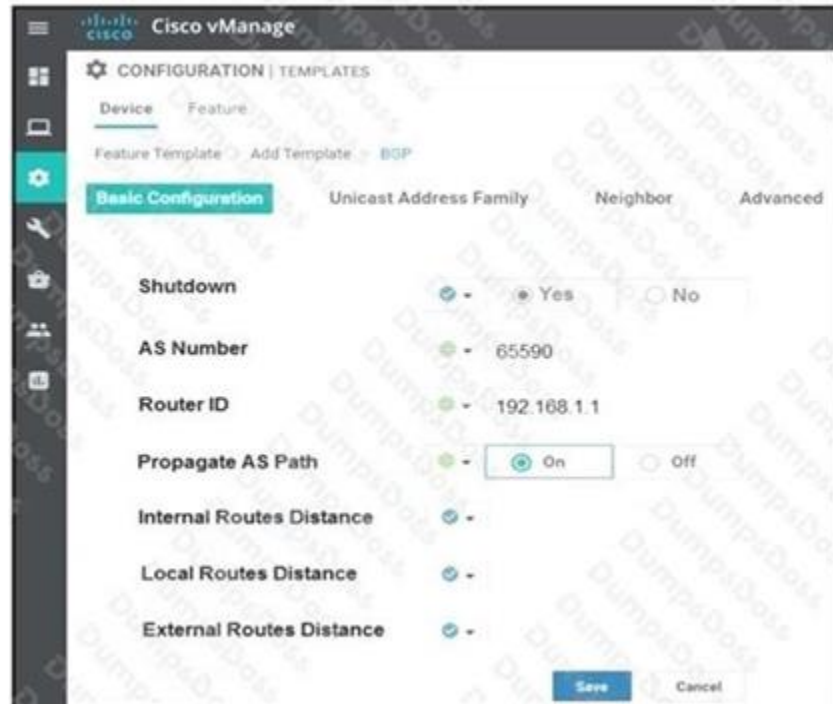 cisco Cisco vManage
CONFIGURATION | TEMPLATES
Device Feature
Feature Template Add Template BGP
Basic Configuration Unicast Address Family Neighbor Advanced
Shutdown Yes No
AS Number 65590
Router ID 192.168.1.1
Propagate AS Path On Off
Internal Routes Distance
Local Routes Distance
External Routes Distance
Save Cancel
DumpsDoss